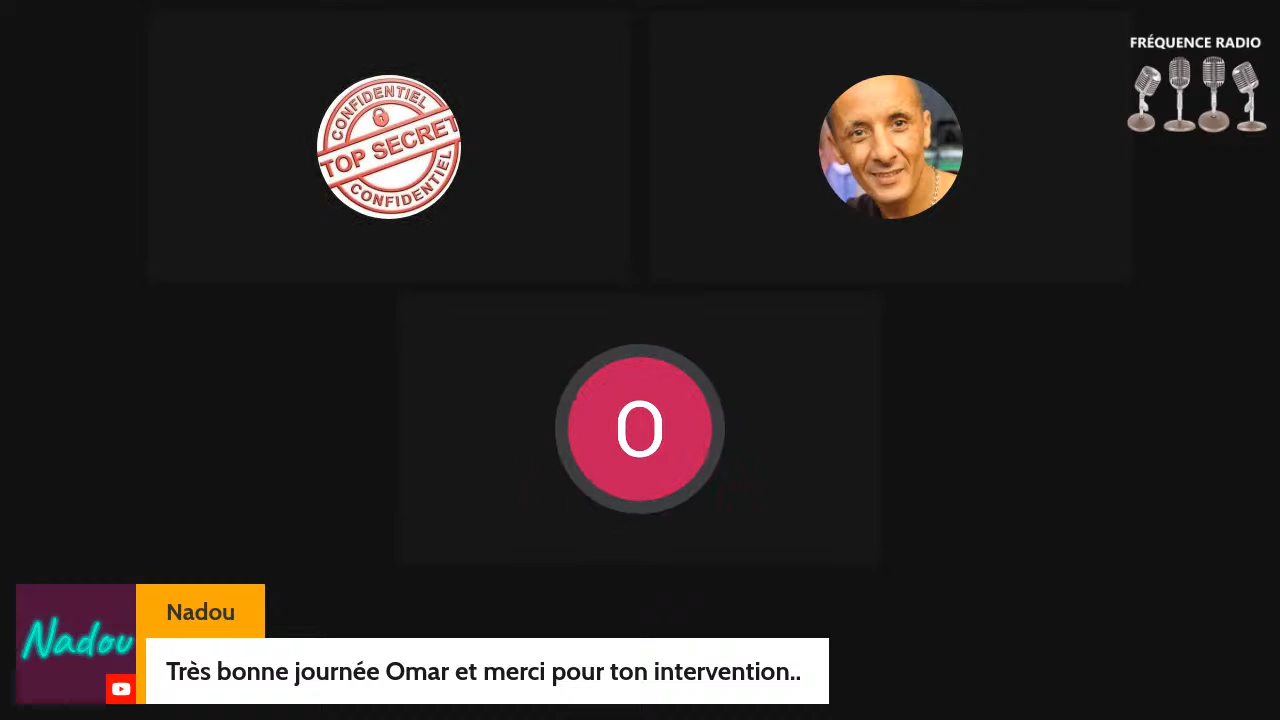 FRÉQUENCE RADIO
CONFIDENTIEL
TOP SECRET
CONFIDENTIEL
O
Nadou
Nadou
Très bonne journée Omar et merci pour ton intervention..